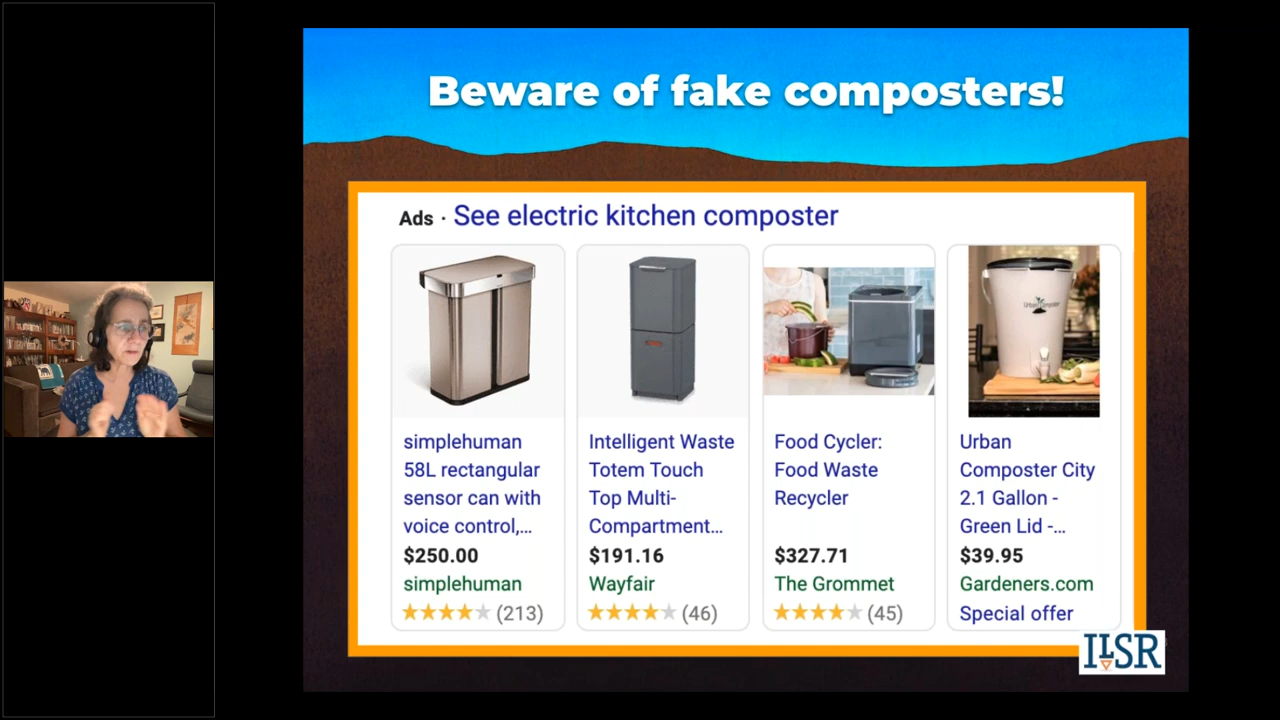 Beware of fake composters!
Ads · See electric kitchen composter
simplehuman
58L rectangular
sensor can with
voice control,...
$250.00
simplehuman
(213)
Intelligent Waste
Totem Touch
Top Multi-
Compartment...
$191.16
Wayfair
(46)
Food Cycler:
Food Waste
Recycler
$327.71
The Grommet
(45)
Urban
Composter City
2.1 Gallon -
Green Lid -...
$39.95
Gardeners.com
Special offer
ILSR